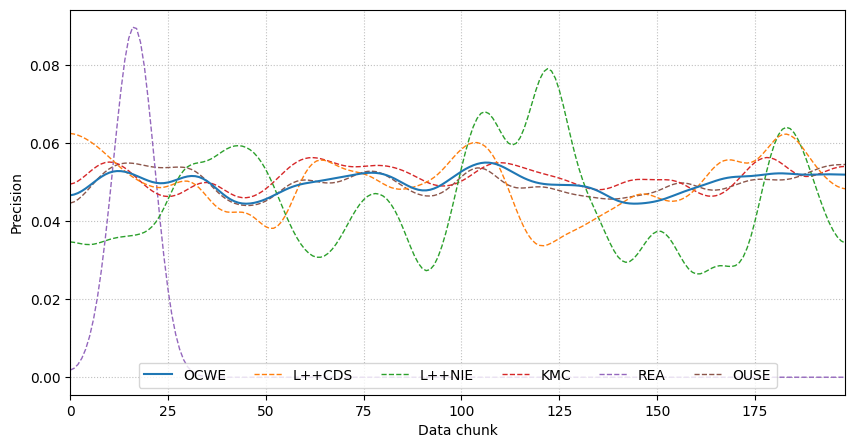 Precision
0.08
0.06
0.04
0.02
0.00
OCWE L++CDS L++NIE KMC REA OUSE
0 25 50 75 100 125 150 175
Data chunk